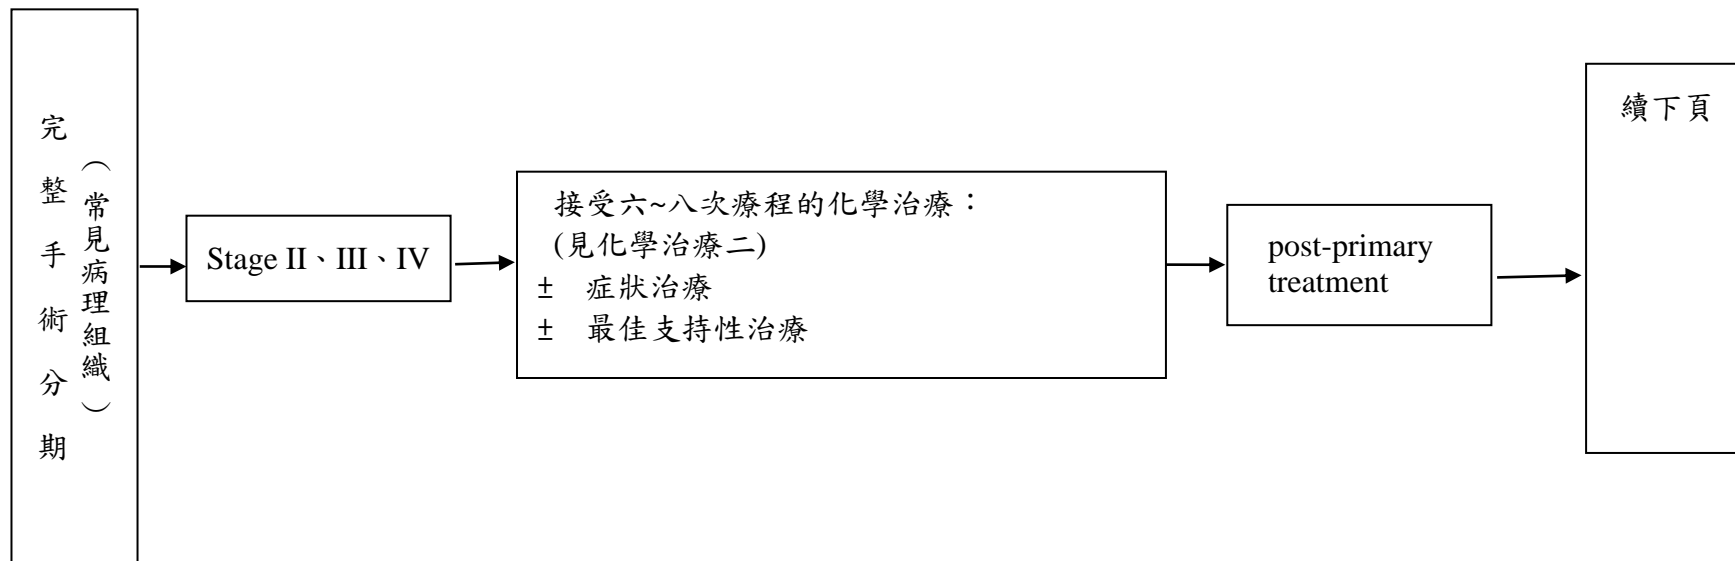 完整手術分期
（常見病理組織）
Stage II、III、IV
接受六~八次療程的化學治療：
(見化學治療二)
± 症狀治療
± 最佳支持性治療
post-primary
treatment
續下頁